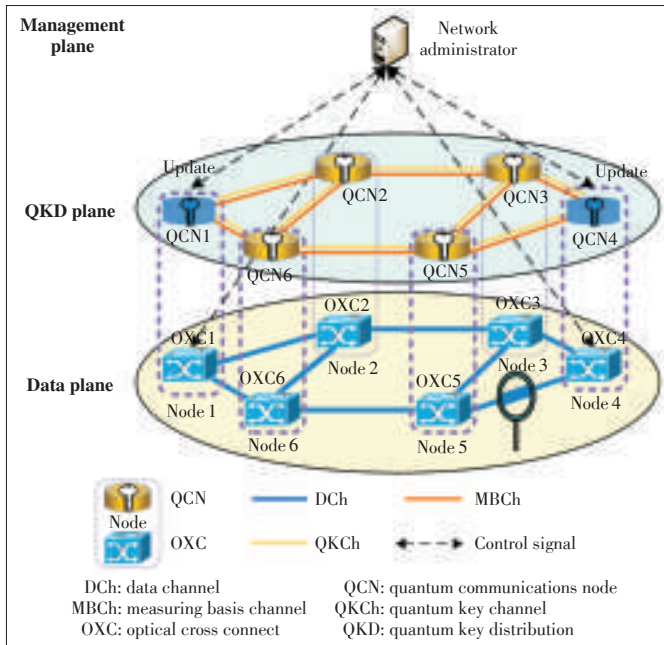 Management
plane
Network
administrator
Update
Update
QKD plane
QCN1
QCN2
QCN3
QCN4
QCN5
QCN6
Data plane
OXC1
OXC2
OXC3
OXC4
OXC5
OXC6
Node 1
Node 2
Node 3
Node 4
Node 5
Node 6
Node
QCN
DCh
MBCh
OXC
QKCh
Control signal
DCh: data channel
QCN: quantum communications node
MBCh: measuring basis channel
QKCh: quantum key channel
OXC: optical cross connect
QKD: quantum key distribution